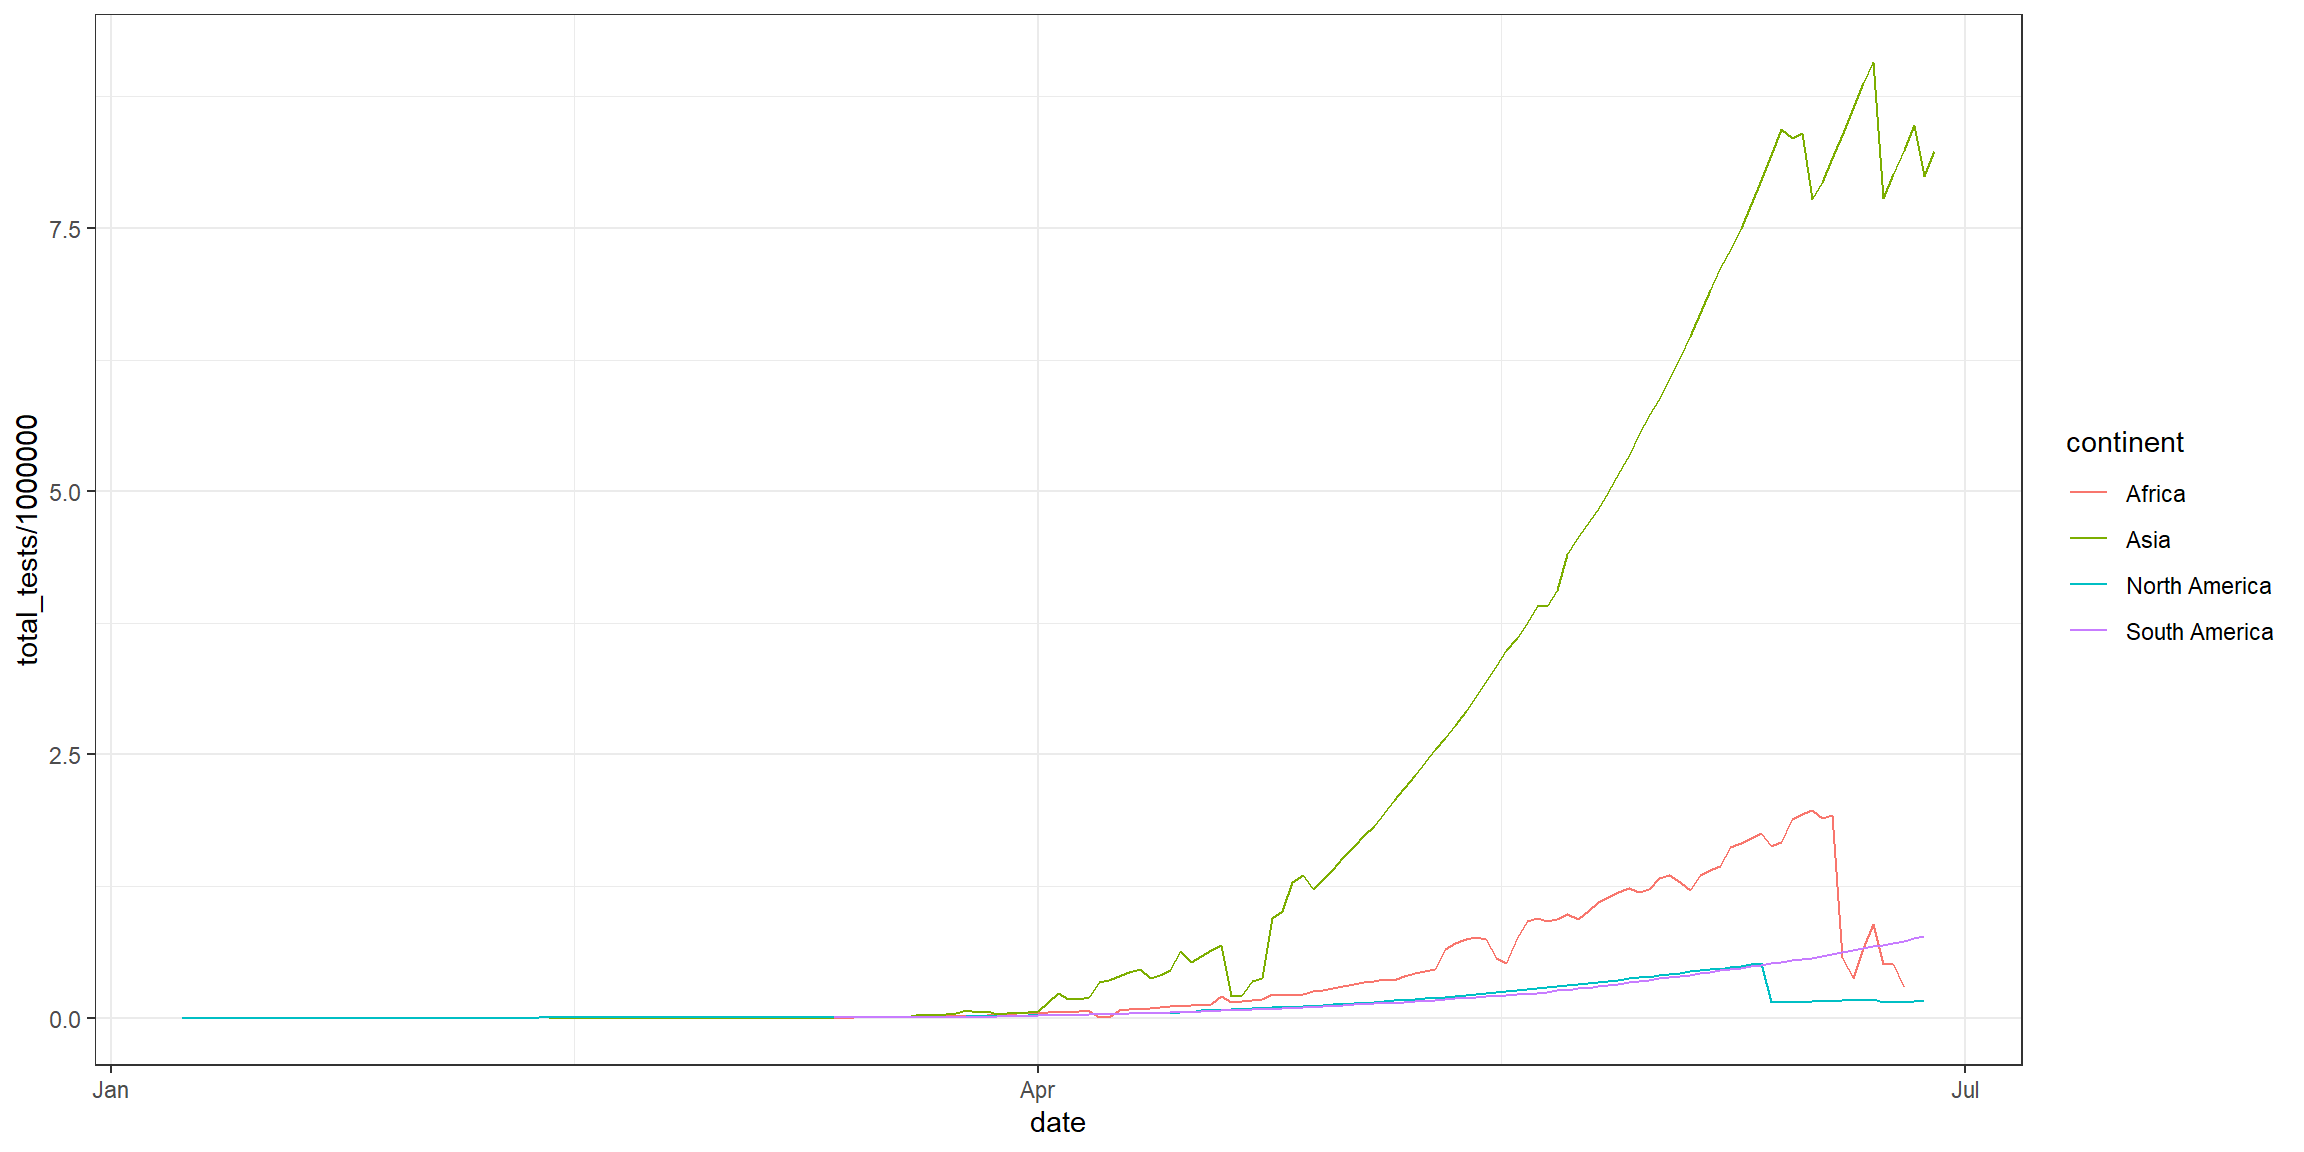 total_tests/1000000
7.5
5.0
2.5
0.0
Jan
Apr
Jul
date
continent
Africa
Asia
North America
South America